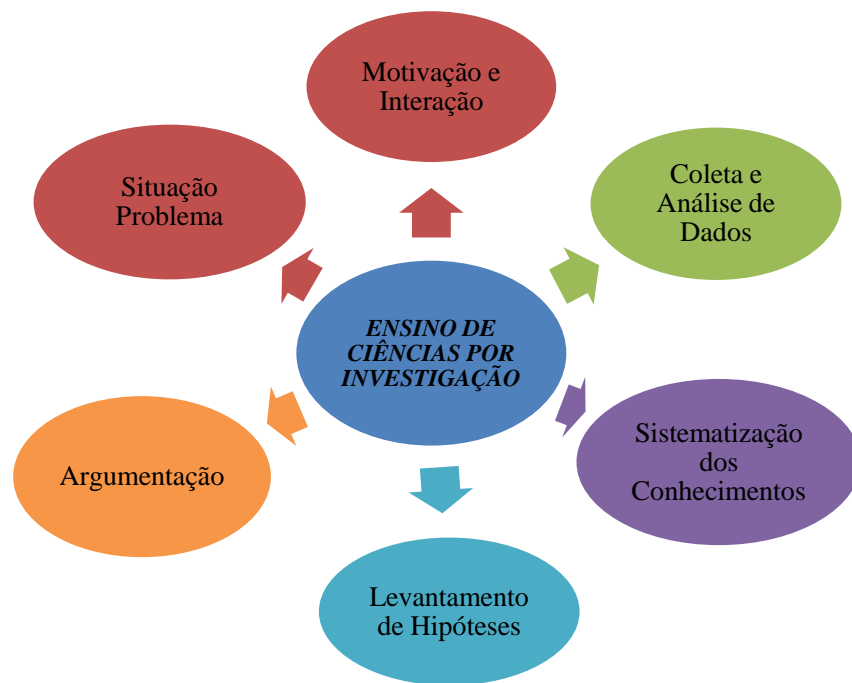 Motivação e
Interação
Situação
Problema
Coleta e
Análise de
Dados
ENSINO DE
CIÊNCIAS POR
INVESTIGAÇÃO
Argumentação
Sistematização
dos
Conhecimentos
Levantamento
de Hipóteses